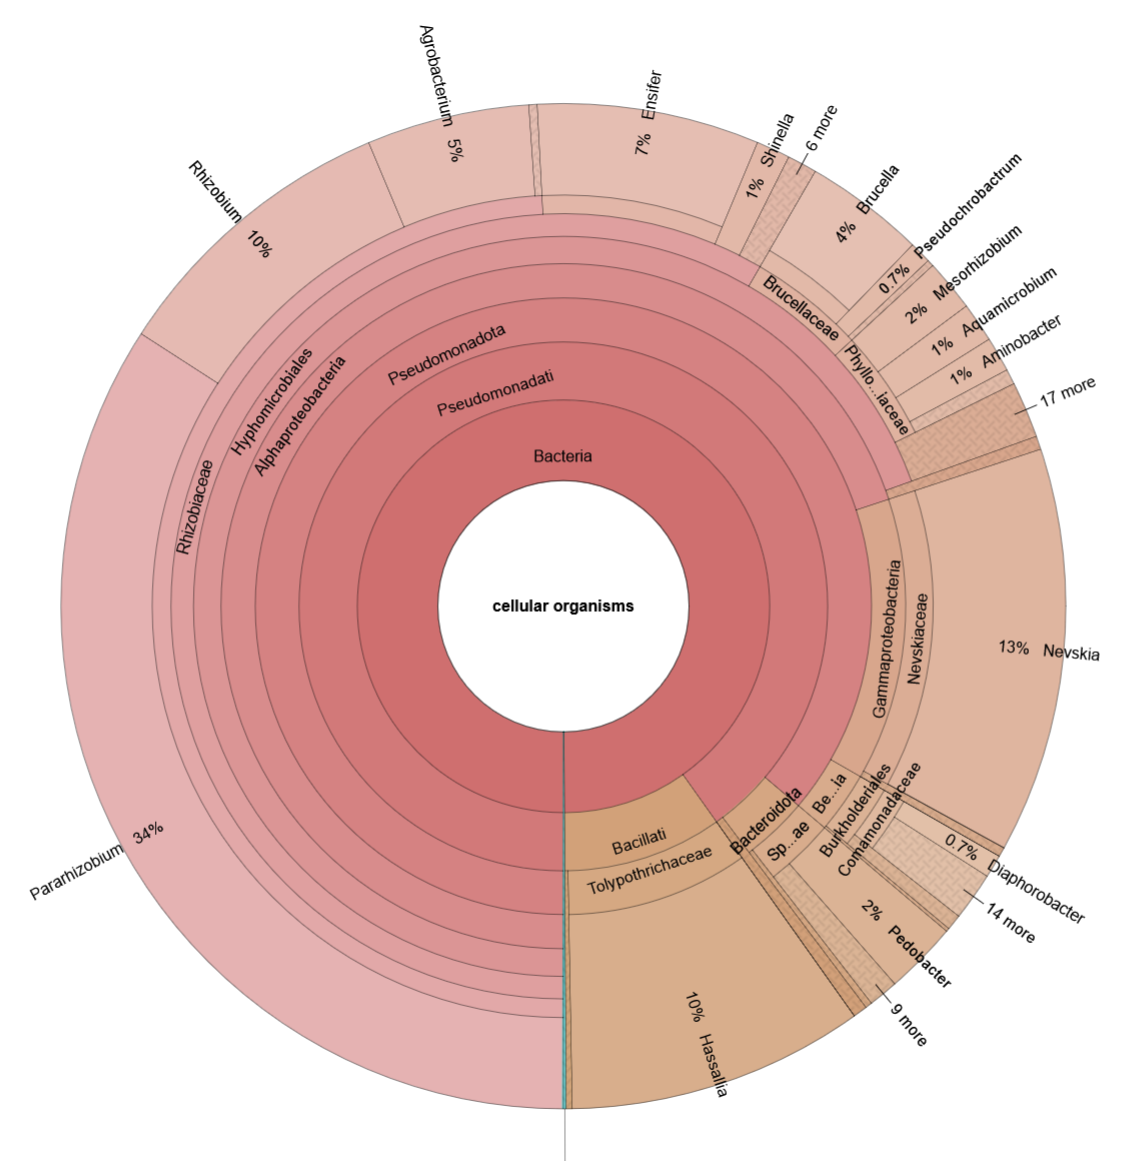 Agrobacterium 5%
7% Ensifer
1% Shinella
6 more
4% Brucella
0.7% Pseudochrobactrum
2% Mesorhizobium
1% Aquamicrobium
1% Aminobacter
17 more
Rhizobium 10%
Brucellaceae
Phyllo...iaceae
Hyphomicrobiales
Alphaproteobacteria
Pseudomonadota
Pseudomonadati
Bacteria
Rhizobiaceae
cellular organisms
Gammaproteobacteria
Nevskiaceae
13% Nevskia
Pararhizobium 34%
Bacillati
Tolypothrichaceae
Bacteroidota
Sp...ae
Be...ia
Burkholderiales
Comamonadaceae
0.7% Diaphorobacter
14 more
2% Pedobacter
9 more
10% Hassallia